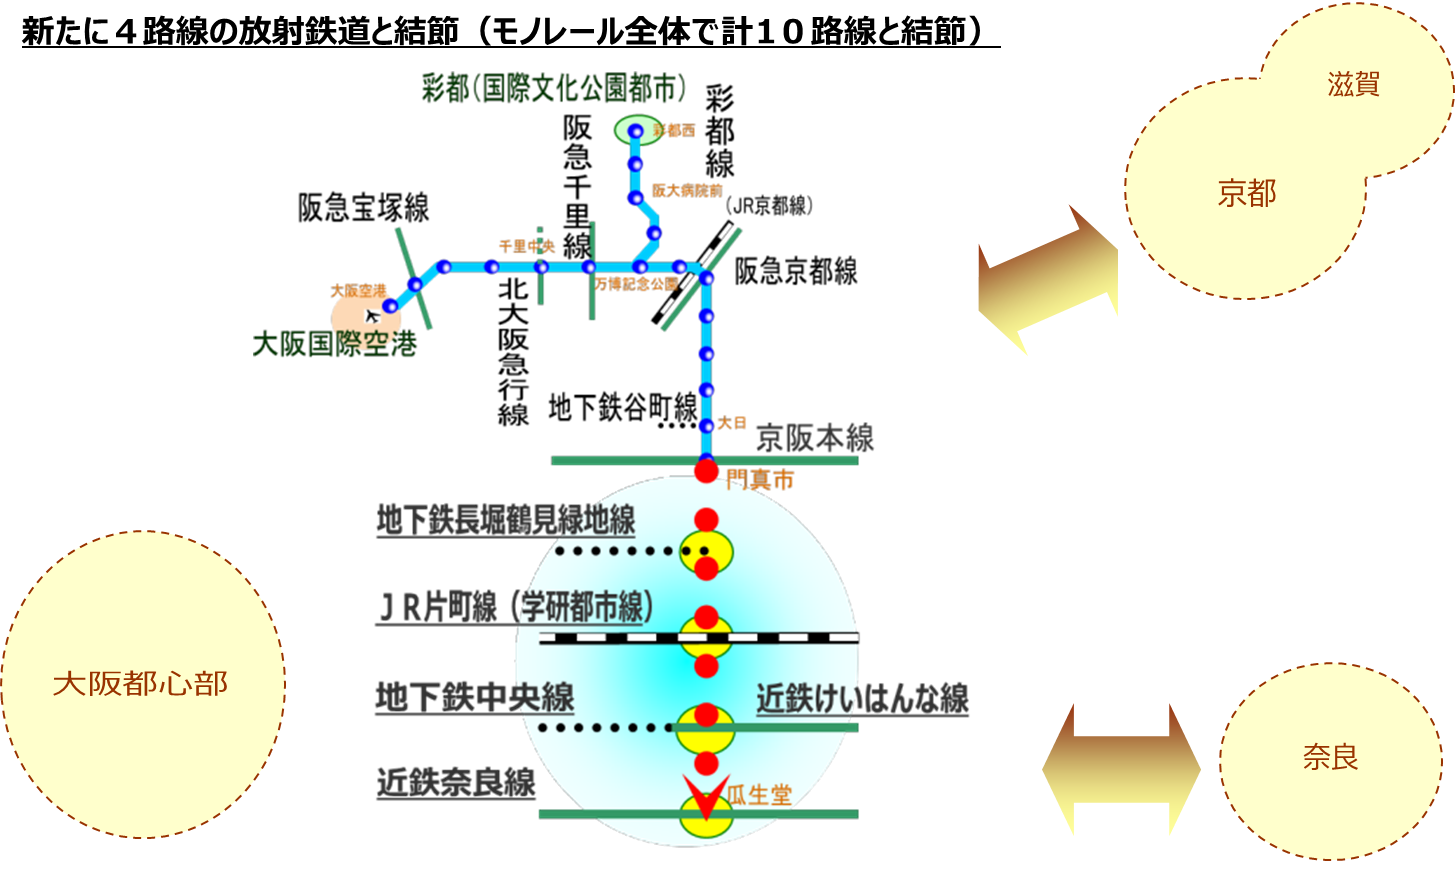 新たに４路線の放射鉄道と結節（モノレール全体で計１０路線と結節）
彩都（国際文化公園都市）
彩都線
滋賀
阪急千里線
彩都西
京都
阪大病院前
阪急宝塚線
（JR京都線）
千里中央
阪急京都線
大阪空港
万博記念公園
北大阪急行線
大阪国際空港
地下鉄谷町線
大日
京阪本線
門真市
地下鉄長堀鶴見緑地線
ＪＲ片町線（学研都市線）
大阪都心部
地下鉄中央線
近鉄けいはんな線
奈良
近鉄奈良線
瓜生堂